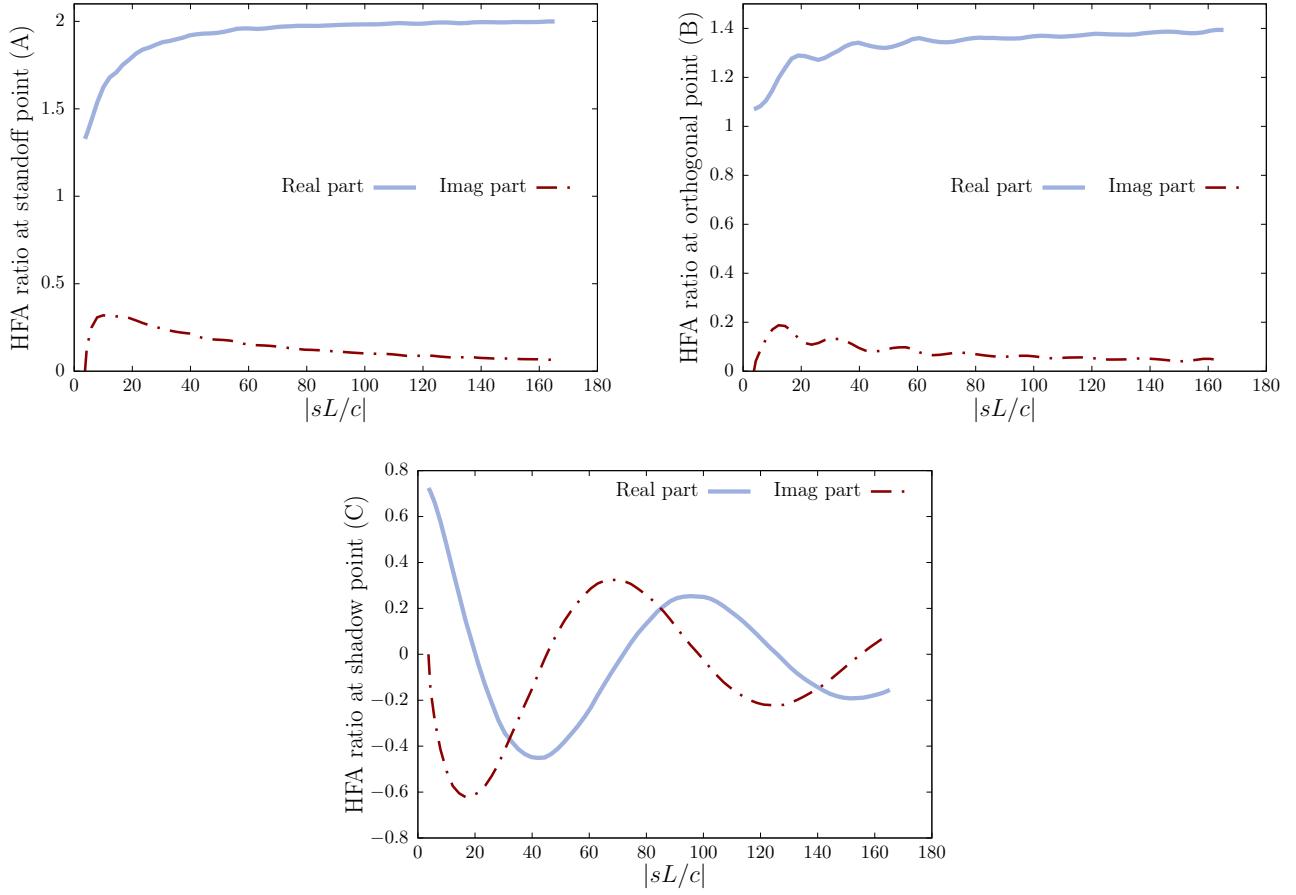 HFA ratio at standoff point (A)
2
1.5
1
0.5
0
Real part
Imag part
0 20 40 60 80 100 120 140 160 180
|sL/c|
HFA ratio at orthogonal point (B)
1.4
1.2
1
0.8
0.6
0.4
0.2
0
Real part
Imag part
0 20 40 60 80 100 120 140 160 180
|sL/c|
HFA ratio at shadow point (C)
0.8
0.6
0.4
0.2
0
−0.2
−0.4
−0.6
−0.8
Real part
Imag part
0 20 40 60 80 100 120 140 160 180
|sL/c|